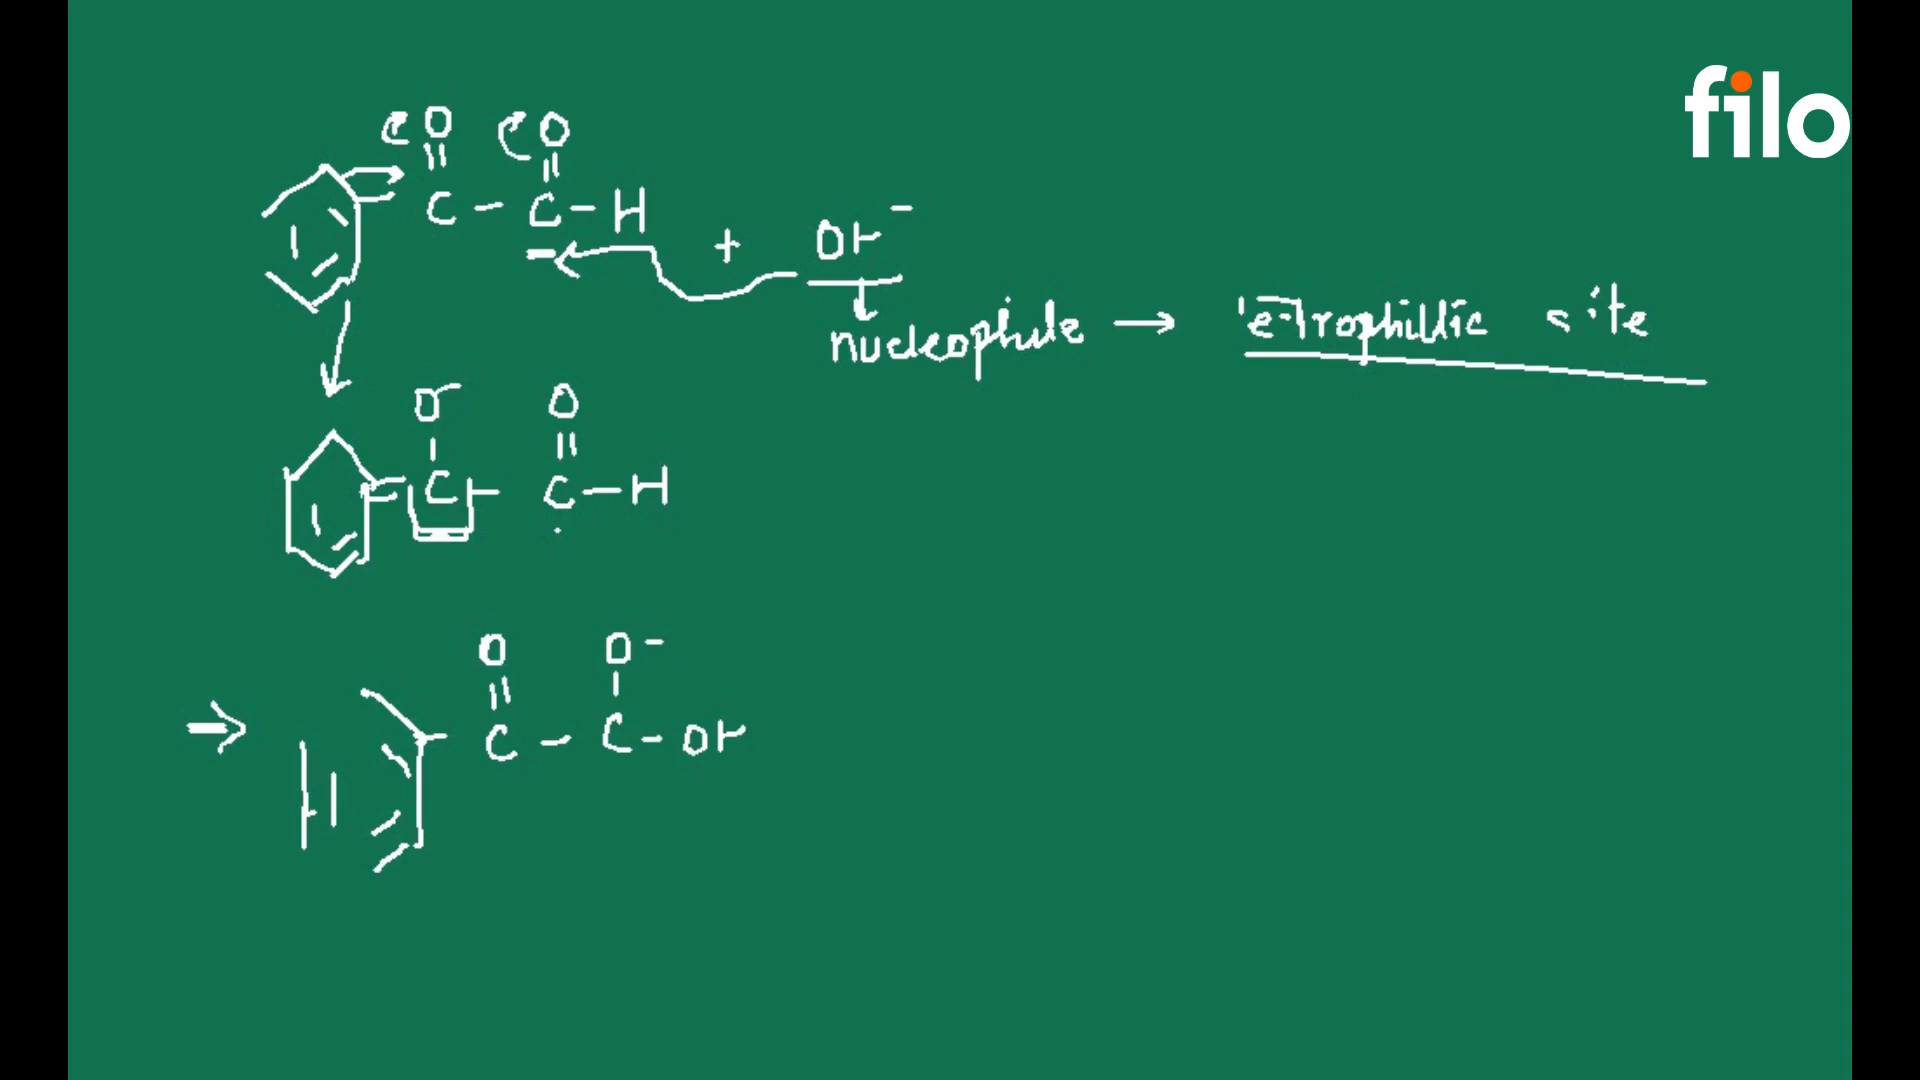 filo
O O
C - C - H + OH⁻
nucleophile → e⁻trophillic site
O⁻ O
C - C - H
O O⁻
⇒ C - C - OH